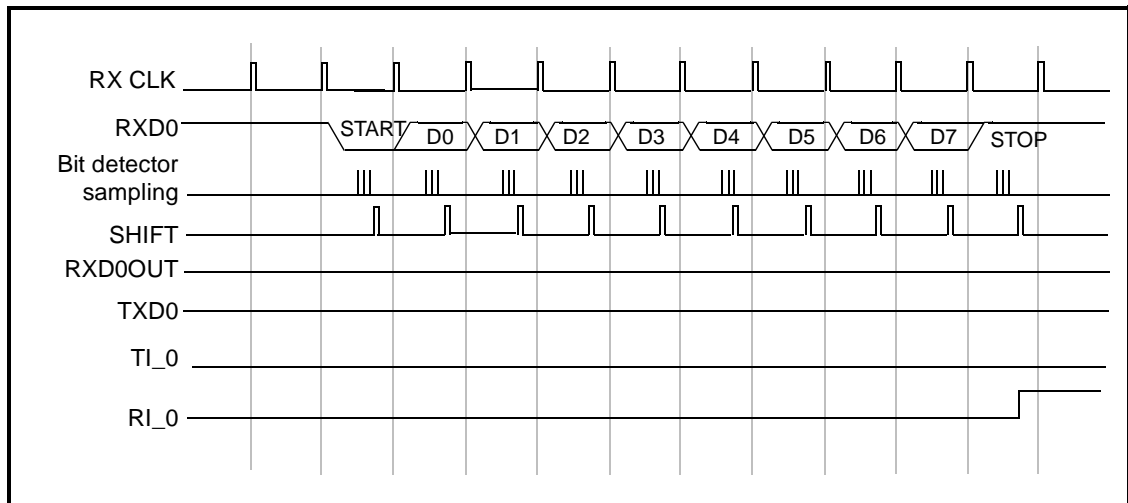 RX CLK
RXD0 START D0 D1 D2 D3 D4 D5 D6 D7 STOP
Bit detector
sampling
SHIFT
RXD0OUT
TXD0
TI_0
RI_0